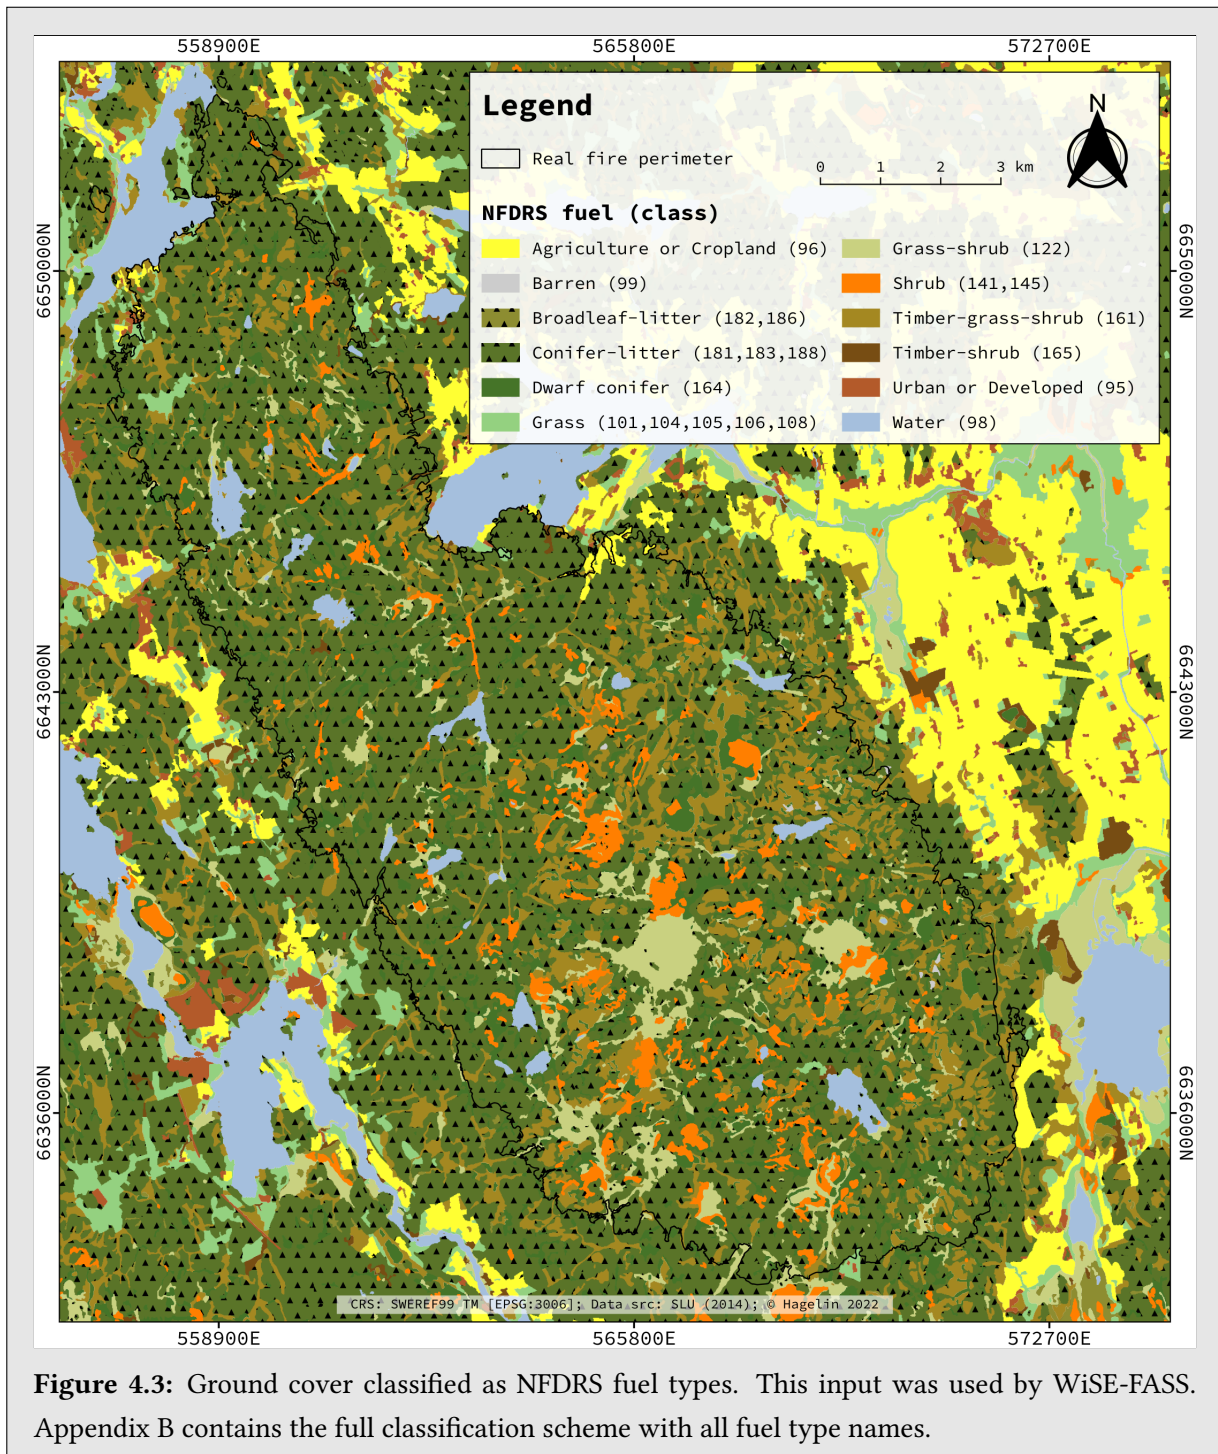 558900E 565800E 572700E
Legend
N
Real fire perimeter
0 1 2 3 km
NFDRS fuel (class)
Agriculture or Cropland (96)
Barren (99)
Broadleaf-litter (182,186)
Conifer-litter (181,183,188)
Dwarf conifer (164)
Grass (101,104,105,106,108)
Grass-shrub (122)
Shrub (141,145)
Timber-grass-shrub (161)
Timber-shrub (165)
Urban or Developed (95)
Water (98)
6650000N
6643000N
6636000N
6650000N
6643000N
6636000N
CRS: SWEREF99 TM [EPSG:3006]; Data src: SLU (2014); © Hagelin 2022
558900E 565800E 572700E
Figure 4.3: Ground cover classified as NFDRS fuel types. This input was used by WiSE-FASS.
Appendix B contains the full classification scheme with all fuel type names.